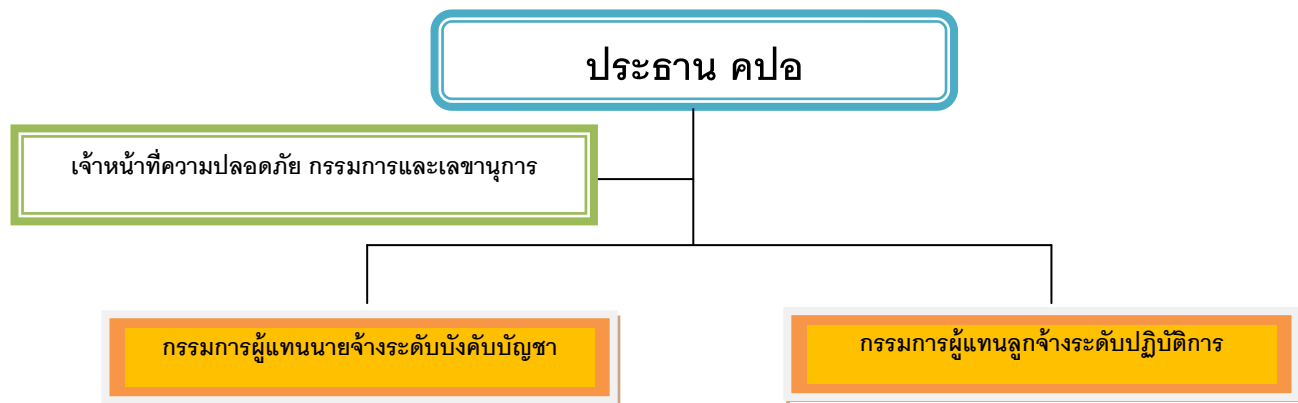 ประธาน คปอ
เจ้าหน้าที่ความปลอดภัย กรรมการและเลขานุการ
กรรมการผู้แทนนายจ้างระดับบังคับบัญชา
กรรมการผู้แทนลูกจ้างระดับปฏิบัติการ